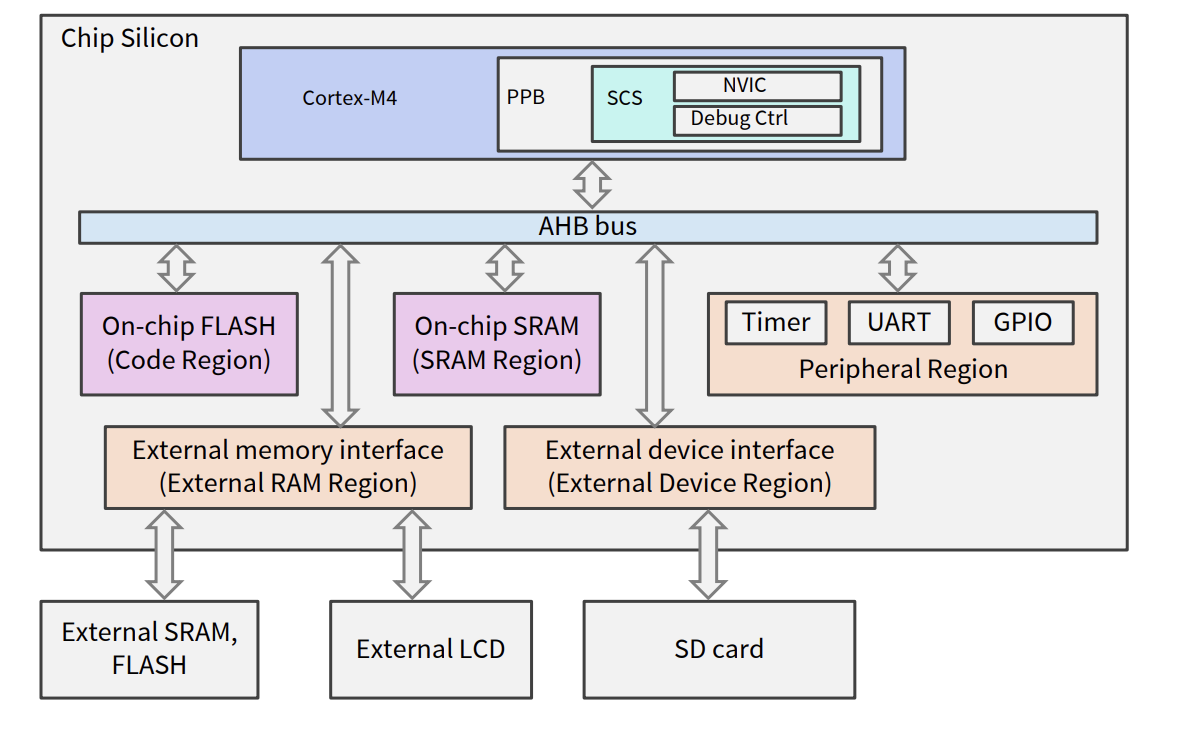 Chip Silicon
Cortex-M4
PPB
SCS
NVIC
Debug Ctrl
AHB bus
On-chip FLASH
(Code Region)
On-chip SRAM
(SRAM Region)
Timer
UART
GPIO
Peripheral Region
External memory interface
(External RAM Region)
External device interface
(External Device Region)
External SRAM,
FLASH
External LCD
SD card